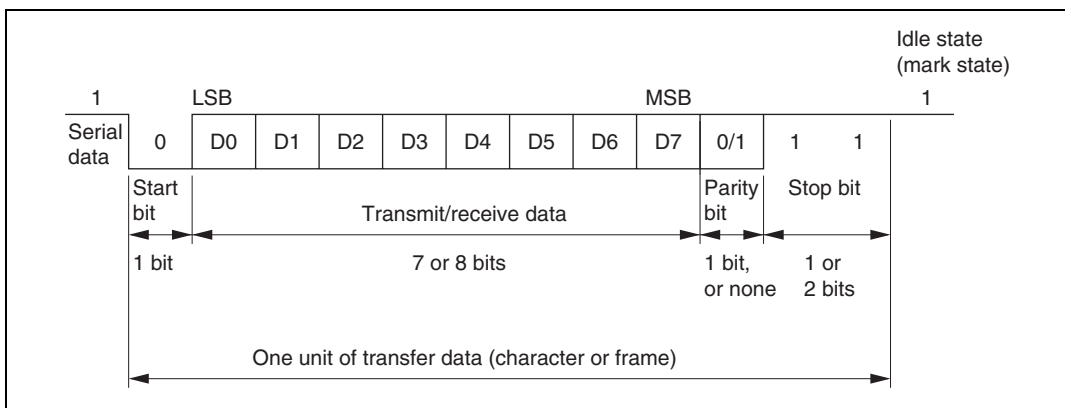 Idle state
(mark state)
1 LSB MSB 1
Serial
data
0 D0 D1 D2 D3 D4 D5 D6 D7 0/1 1 1
Start
bit
Transmit/receive data
Parity
bit
Stop bit
1 bit
7 or 8 bits
1 bit,
or none
1 or
2 bits
One unit of transfer data (character or frame)